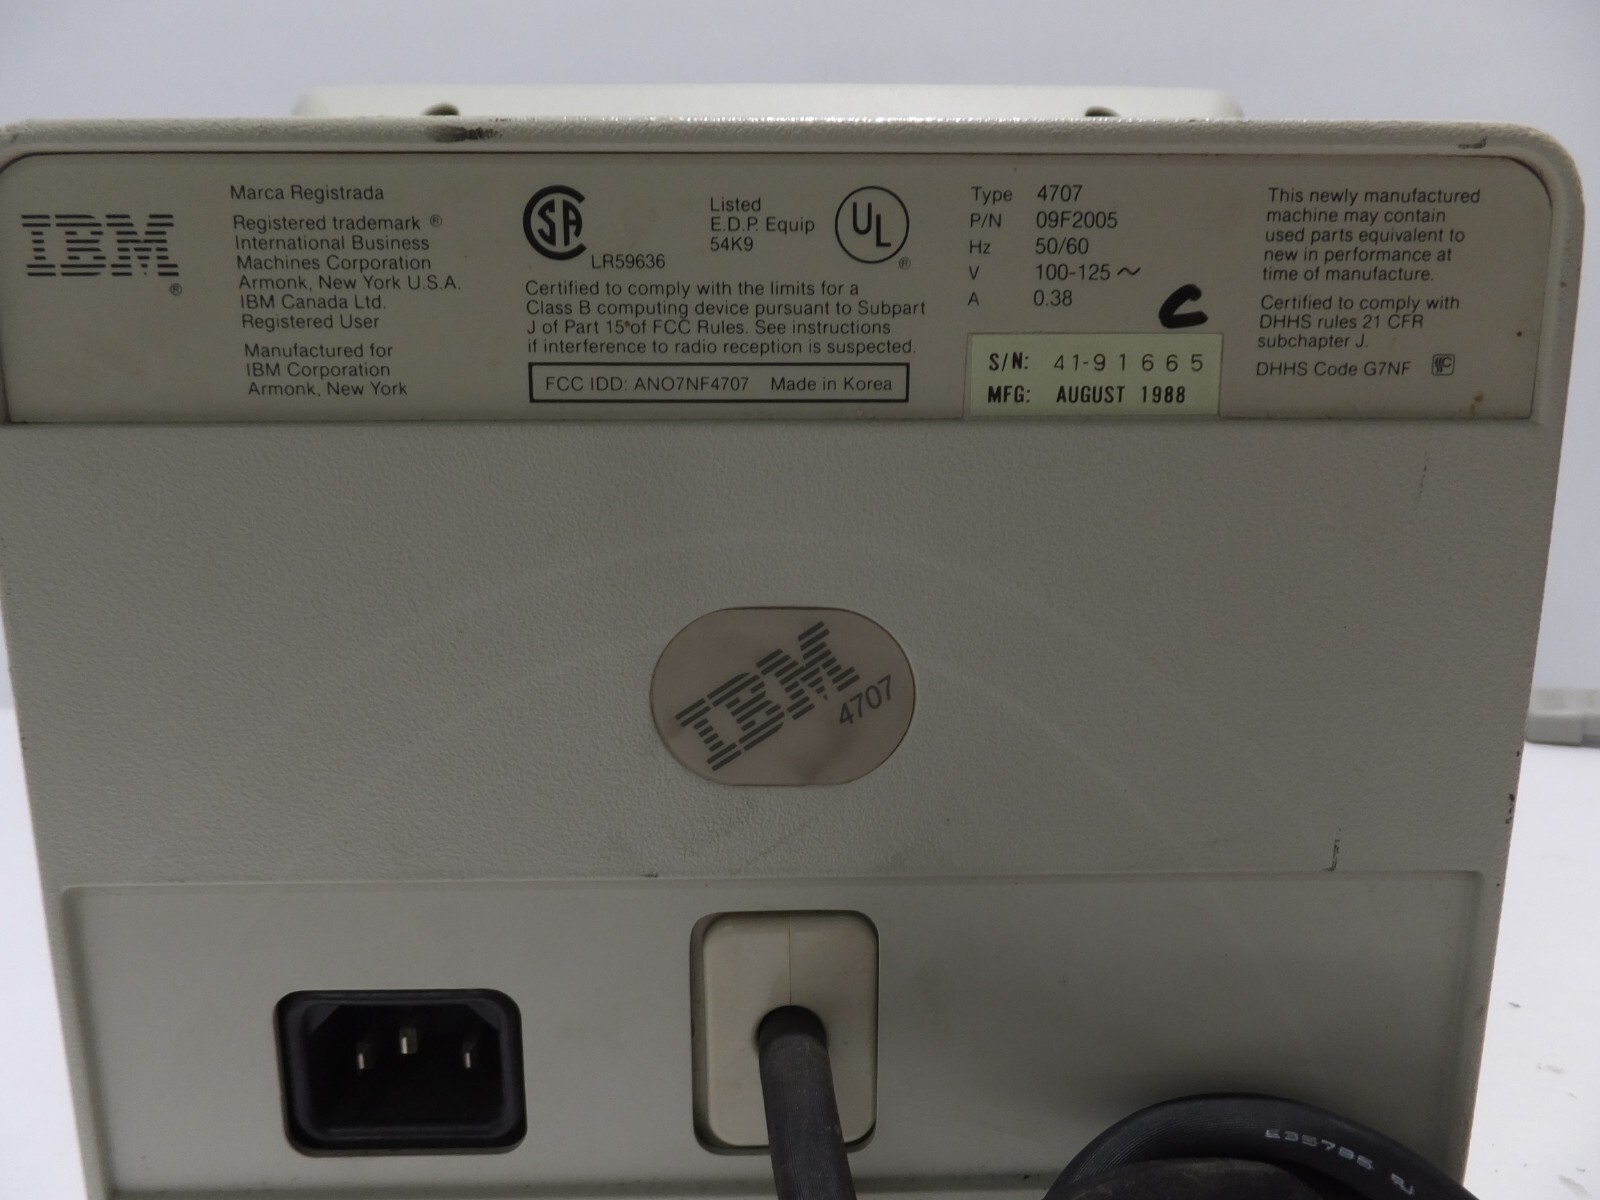 IBM
®
Marca Registrada
Registered trademark ®
International Business
Machines Corporation
Armonk, New York U.S.A.
IBM Canada Ltd.
Registered User
Manufactured for
IBM Corporation
Armonk, New York
SA
LR59636
Listed
E.D.P. Equip
54K9
UL
®
Certified to comply with the limits for a
Class B computing device pursuant to Subpart
J of Part 15 of FCC Rules. See instructions
if interference to radio reception is suspected.
FCC IDD: ANO7NF4707 Made in Korea
Type 4707
P/N 09F2005
Hz 50/60
V 100-125 ~
A 0.38
C
S/N: 41-91665
MFG: AUGUST 1988
This newly manufactured
machine may contain
used parts equivalent to
new in performance at
time of manufacture.
Certified to comply with
DHHS rules 21 CFR
subchapter J.
DHHS Code G7NF
IBM
4707
E35785